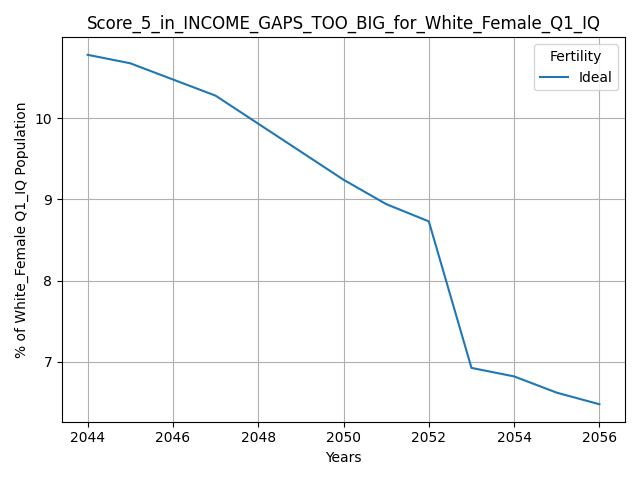 Score_5_in_INCOME_GAPS_TOO_BIG_for_White_Female_Q1_IQ
Fertility
Ideal
% of White_Female Q1_IQ Population
10
9
8
7
2044 2046 2048 2050 2052 2054 2056
Years